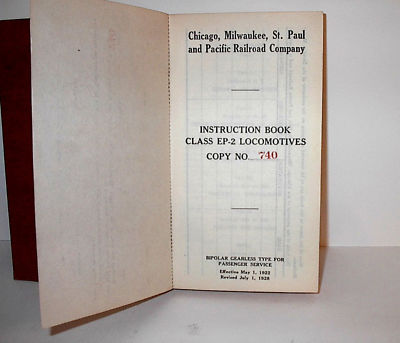 Chicago, Milwaukee, St. Paul
and Pacific Railroad Company
INSTRUCTION BOOK
CLASS EP-2 LOCOMOTIVES
COPY NO. 740
BIPOLAR GEARLESS TYPE FOR
PASSENGER SERVICE
Effective May 1, 1922
Revised July 1, 1928